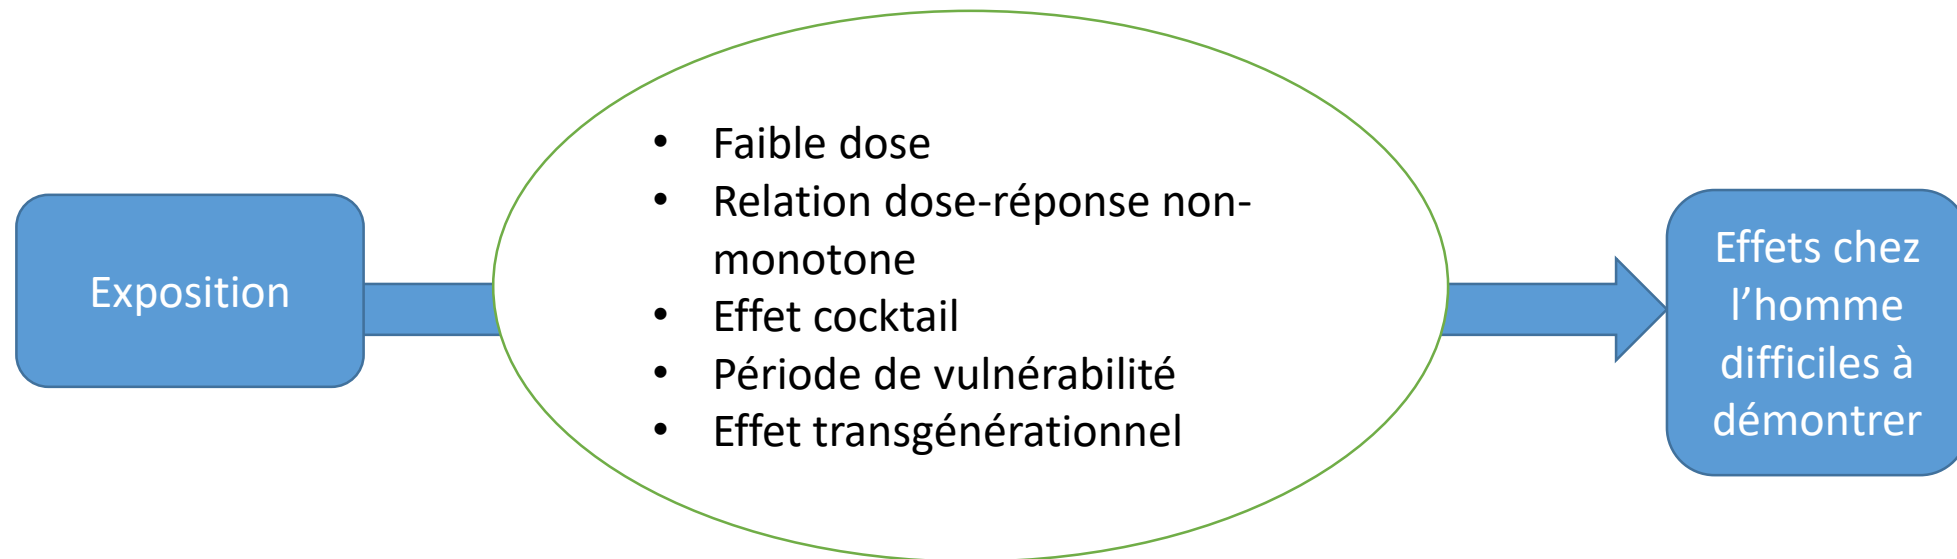 Exposition
• Faible dose
• Relation dose-réponse non-
monotone
• Effet cocktail
• Période de vulnérabilité
• Effet transgénérationnel
Effets chez
l’homme
difficiles à
démontrer